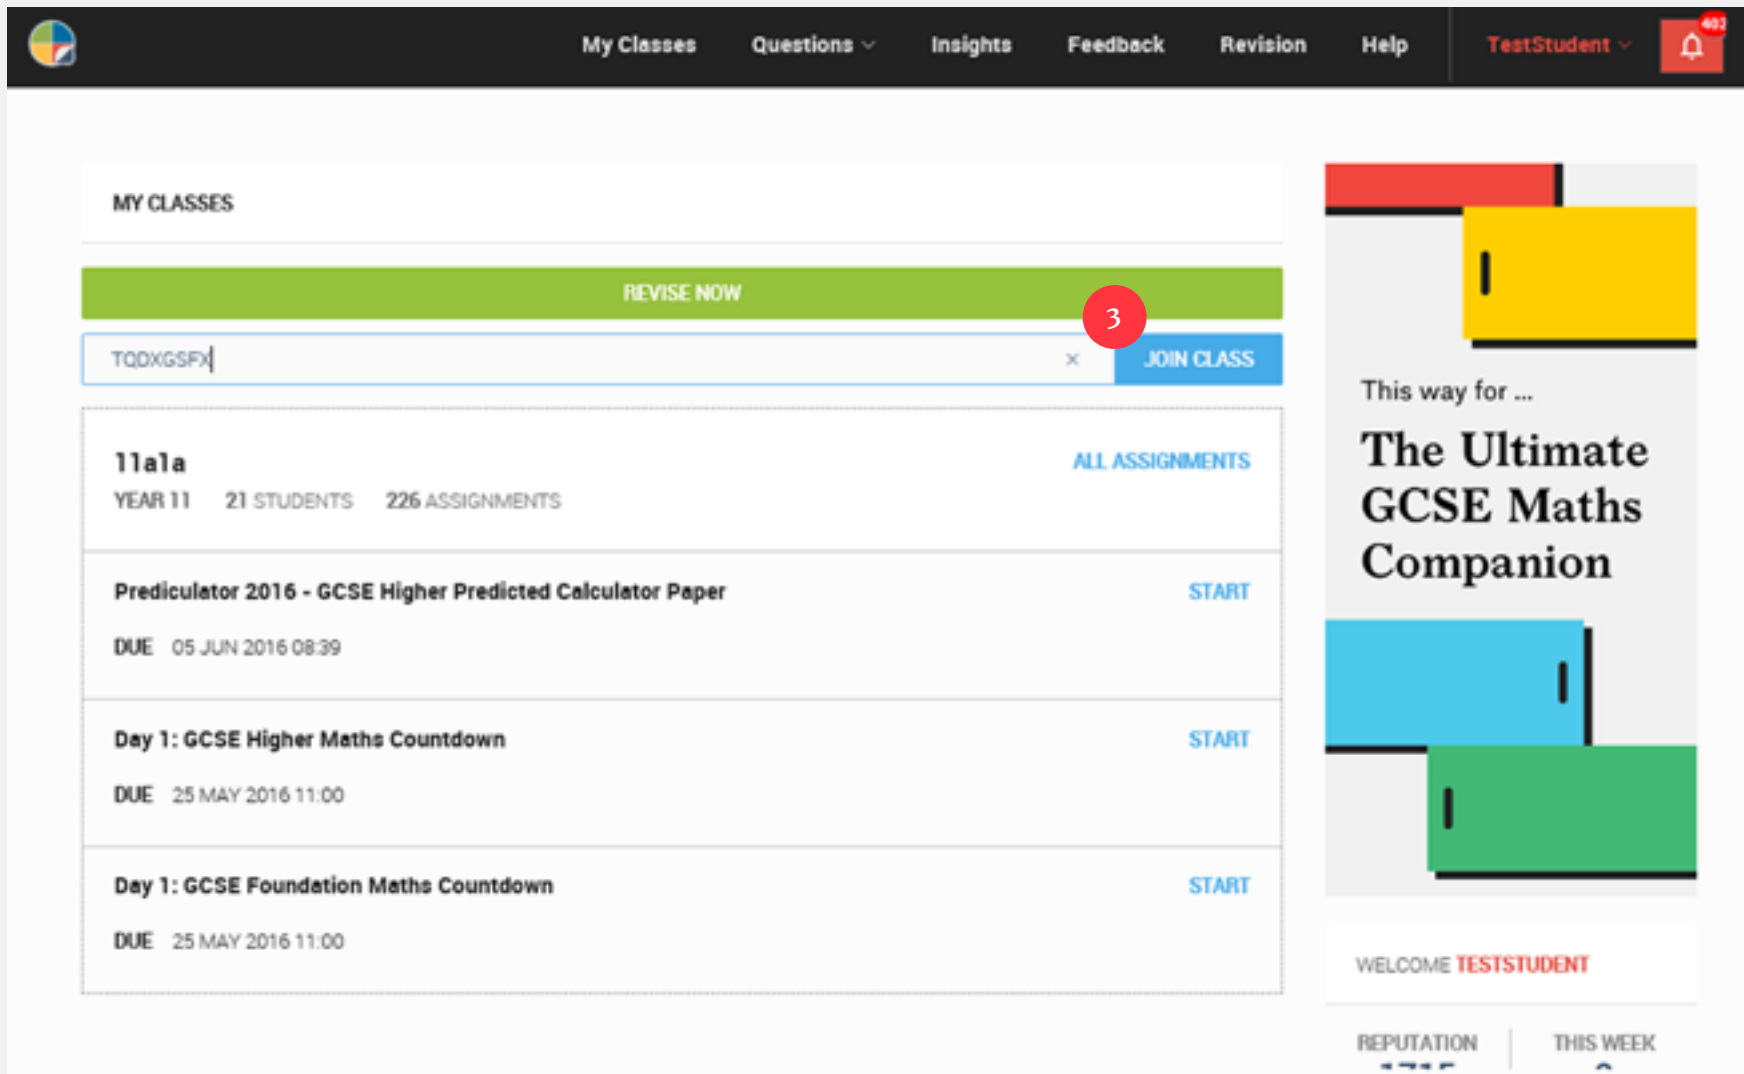 My Classes Questions Insights Feedback Revision Help TestStudent 402
MY CLASSES
REVISE NOW
3
TQDXGSFX × JOIN CLASS
11a1a ALL ASSIGNMENTS
YEAR 11 21 STUDENTS 226 ASSIGNMENTS
Prediculator 2016 - GCSE Higher Predicted Calculator Paper START
DUE 05 JUN 2016 08:39
Day 1: GCSE Higher Maths Countdown START
DUE 25 MAY 2016 11:00
Day 1: GCSE Foundation Maths Countdown START
DUE 25 MAY 2016 11:00
This way for ...
The Ultimate
GCSE Maths
Companion
WELCOME TESTSTUDENT
REPUTATION THIS WEEK